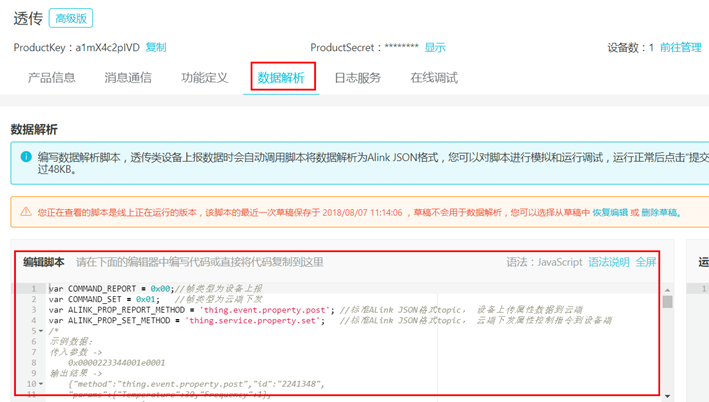 透传 高级版
ProductKey：a1mX4c2pIVD 复制 ProductSecret：******** 显示 设备数：1 前往管理
产品信息 消息通信 功能定义 数据解析 日志服务 在线调试
数据解析
编写数据解析脚本，透传类设备上报数据时会自动调用脚本将数据解析为Alink JSON格式，您可以对脚本进行模拟和运行调试，运行正常后点击“提交
过48KB。
您正在查看的脚本是线上正在运行的版本，该脚本的最近一次草稿保存于 2018/08/07 11:14:06 ，草稿不会用于数据解析，您可以选择从草稿中 恢复编辑 或 删除草稿。
编辑脚本 请在下面的编辑器中编写代码或直接将代码复制到这里 语法：JavaScript 语法说明 全屏 运
1 var COMMAND_REPORT = 0x00;//帧类型为设备上报 1
2 var COMMAND_SET = 0x01; //帧类型为云端下发
3 var ALINK_PROP_REPORT_METHOD = 'thing.event.property.post'; //标准ALink JSON格式topic， 设备上传属性数据到云端
4 var ALINK_PROP_SET_METHOD = 'thing.service.property.set'; //标准ALink JSON格式topic， 云端下发属性控制指令到设备端
5 /*
6 示例数据：
7 传入参数 ->
8 0x0000223344001e0001
9 输出结果 ->
10 {"method":"thing.event.property.post","id":"2241348",
11